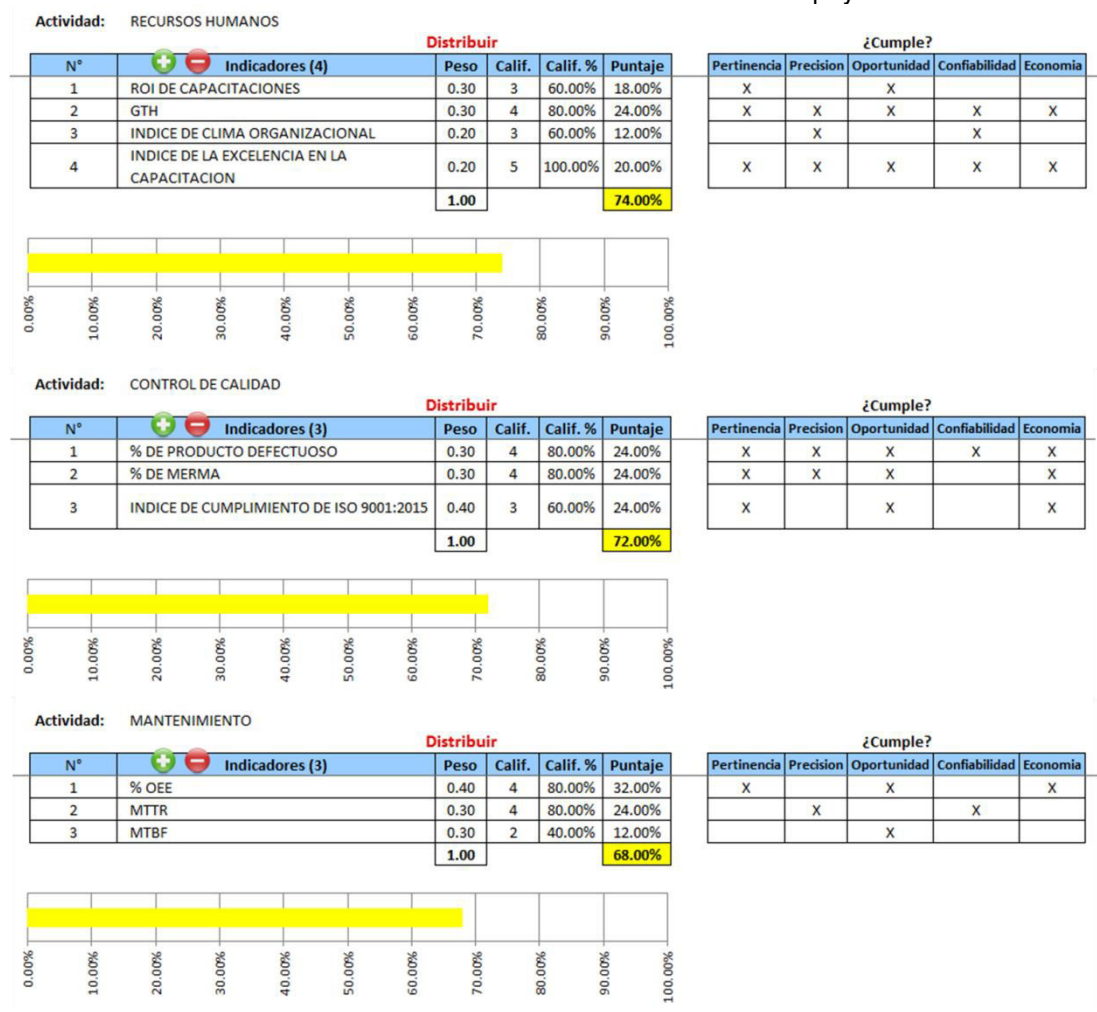 Actividad: RECURSOS HUMANOS
Distribuir ¿Cumple?
N° Indicadores (4) Peso Calif. Calif. % Puntaje Pertinencia Precision Oportunidad Confiabilidad Economia
1 ROI DE CAPACITACIONES 0.30 3 60.00% 18.00% X X
2 GTH 0.30 4 80.00% 24.00% X X X X X
3 INDICE DE CLIMA ORGANIZACIONAL 0.20 3 60.00% 12.00% X X
4 INDICE DE LA EXCELENCIA EN LA
CAPACITACION 0.20 5 100.00% 20.00% X X X X X
1.00 74.00%
0.00% 10.00% 20.00% 30.00% 40.00% 50.00% 60.00% 70.00% 80.00% 90.00% 100.00%
Actividad: CONTROL DE CALIDAD
Distribuir ¿Cumple?
N° Indicadores (3) Peso Calif. Calif. % Puntaje Pertinencia Precision Oportunidad Confiabilidad Economia
1 % DE PRODUCTO DEFECTUOSO 0.30 4 80.00% 24.00% X X X X X
2 % DE MERMA 0.30 4 80.00% 24.00% X X X X
3 INDICE DE CUMPLIMIENTO DE ISO 9001:2015 0.40 3 60.00% 24.00% X X X
1.00 72.00%
0.00% 10.00% 20.00% 30.00% 40.00% 50.00% 60.00% 70.00% 80.00% 90.00% 100.00%
Actividad: MANTENIMIENTO
Distribuir ¿Cumple?
N° Indicadores (3) Peso Calif. Calif. % Puntaje Pertinencia Precision Oportunidad Confiabilidad Economia
1 % OEE 0.40 4 80.00% 32.00% X X X
2 MTTR 0.30 4 80.00% 24.00% X X
3 MTBF 0.30 2 40.00% 12.00% X
1.00 68.00%
0.00% 10.00% 20.00% 30.00% 40.00% 50.00% 60.00% 70.00% 80.00% 90.00% 100.00%